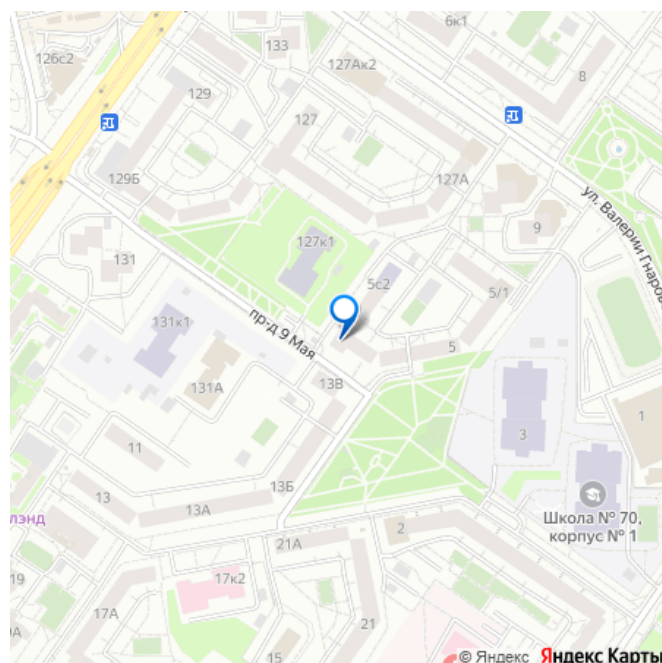 126с2
133
6к1
127Ак2
8
129
127
129Б
127А
ул. Валерии Гнаров
9
127к1
131
5с2
5/1
пр-д 9 Мая
131к1
5
131А
13В
1
3
11
13Б
13
13А
Школа № 70,
корпус № 1
лэнд
2
21А
19
17к2
17А
21
9А
15
© Яндекс Яндекс Карты